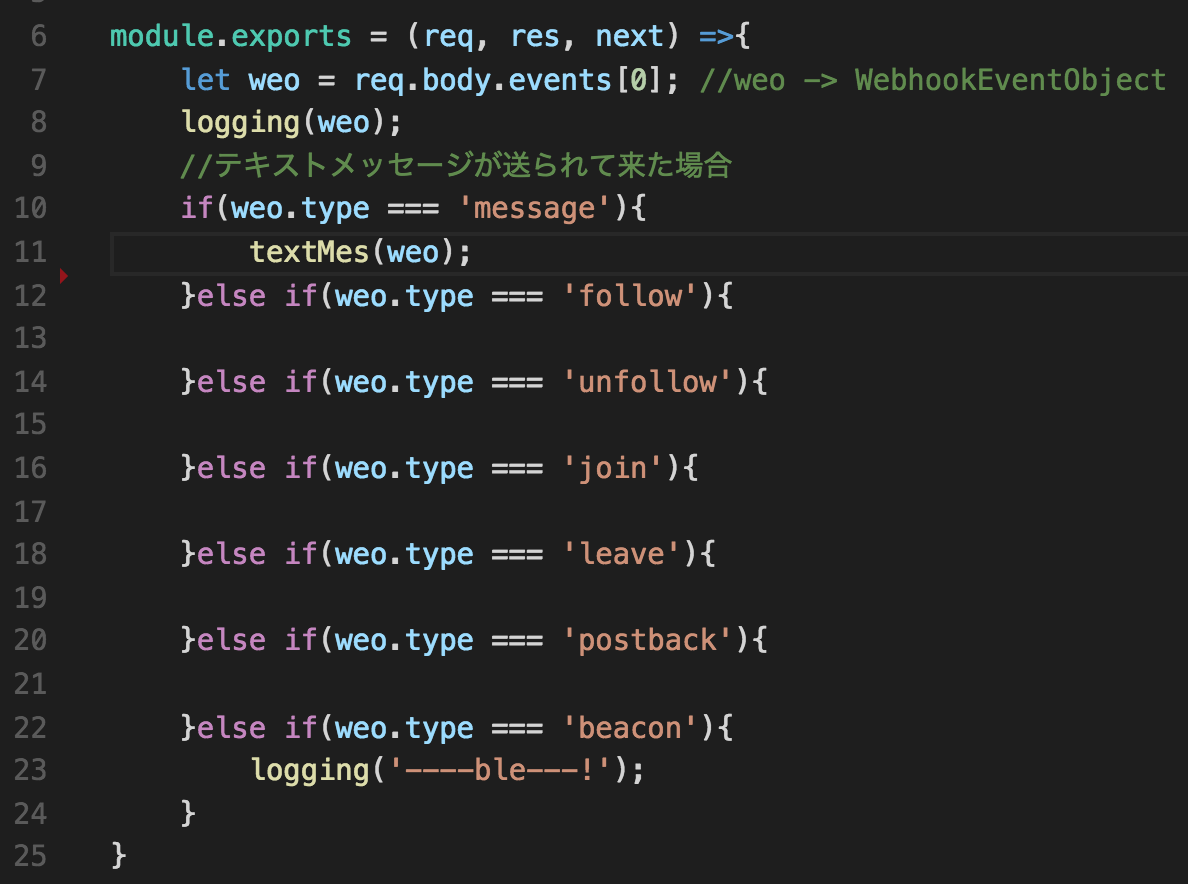 6 module.exports = (req, res, next) =>{
7 let weo = req.body.events[0]; //weo -> WebhookEventObject
8 logging(weo);
9 //テキストメッセージが送られて来た場合
10 if(weo.type === 'message'){
11 textMes(weo);
12 }else if(weo.type === 'follow'){
13
14 }else if(weo.type === 'unfollow'){
15
16 }else if(weo.type === 'join'){
17
18 }else if(weo.type === 'leave'){
19
20 }else if(weo.type === 'postback'){
21
22 }else if(weo.type === 'beacon'){
23 logging('----ble---!');
24 }
25 }